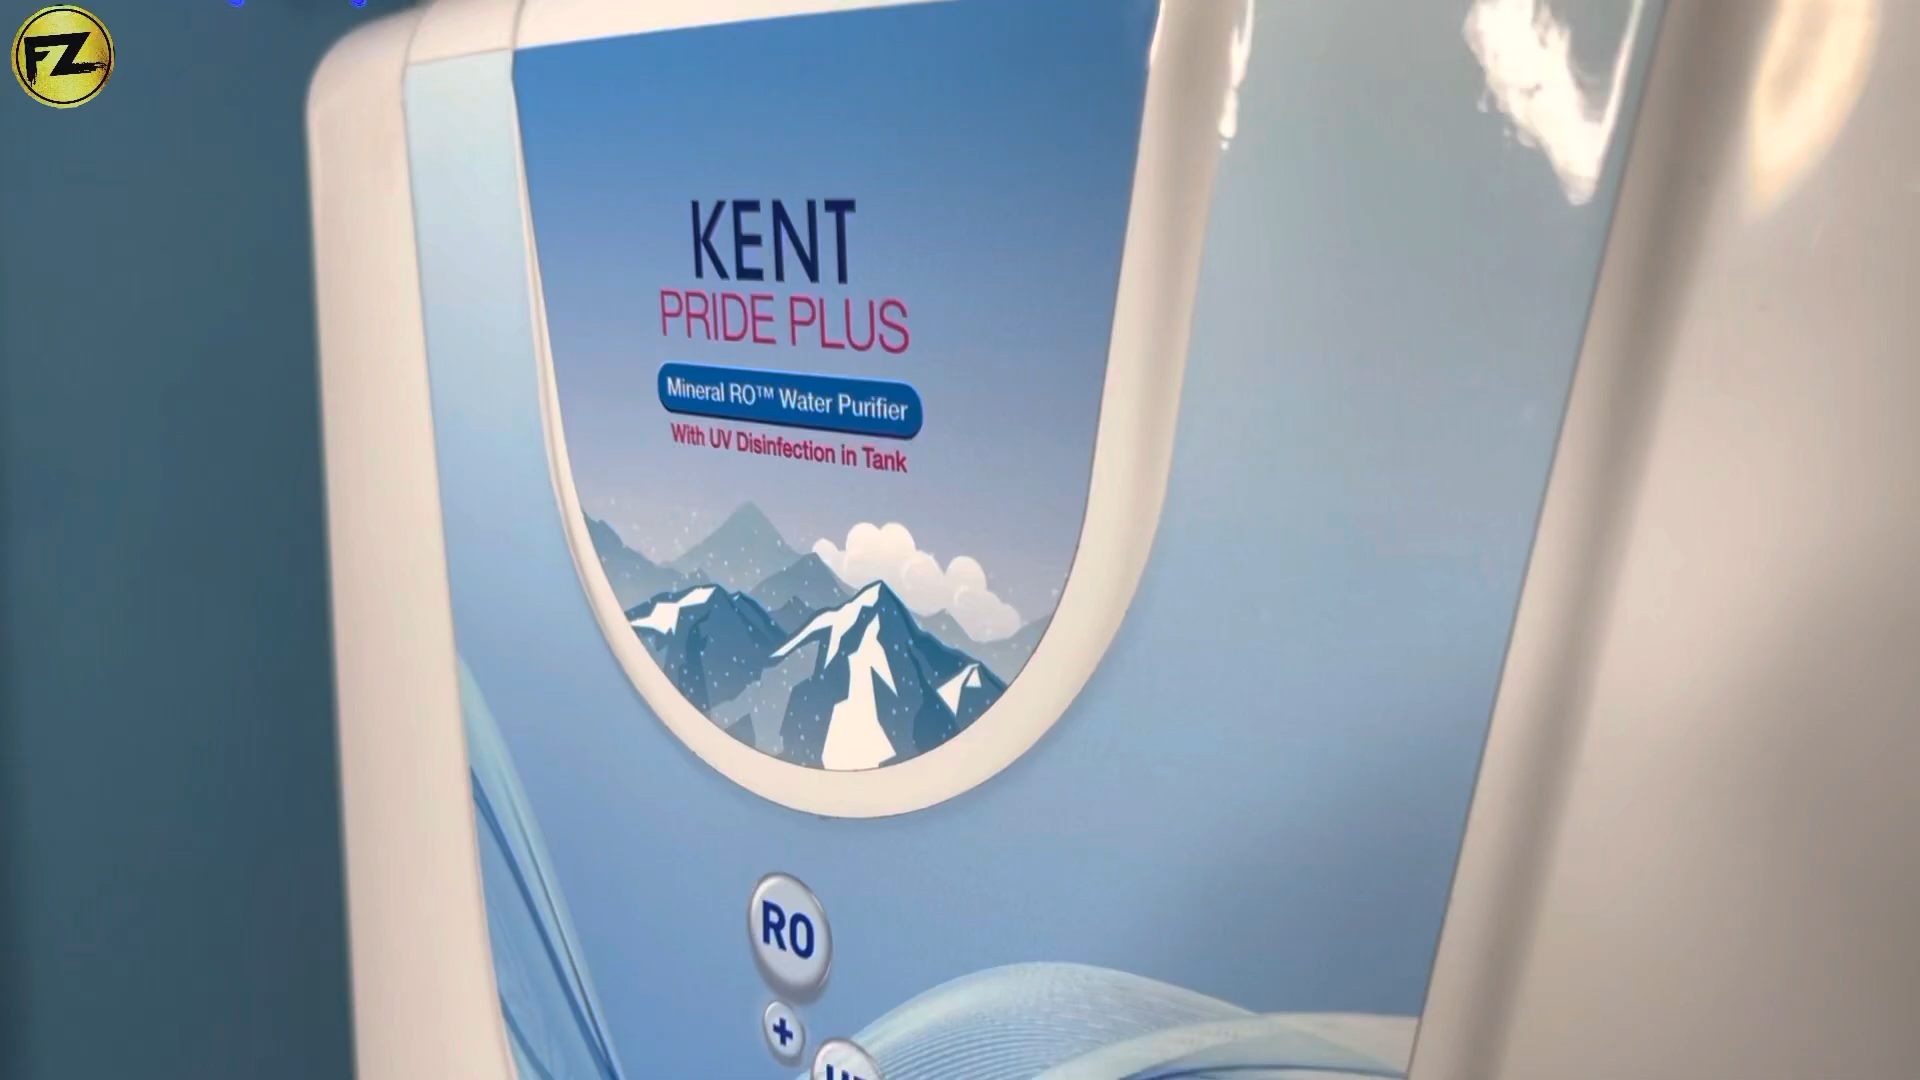 FZ
KENT
PRIDE PLUS
Mineral RO™ Water Purifier
With UV Disinfection in Tank
RO
+